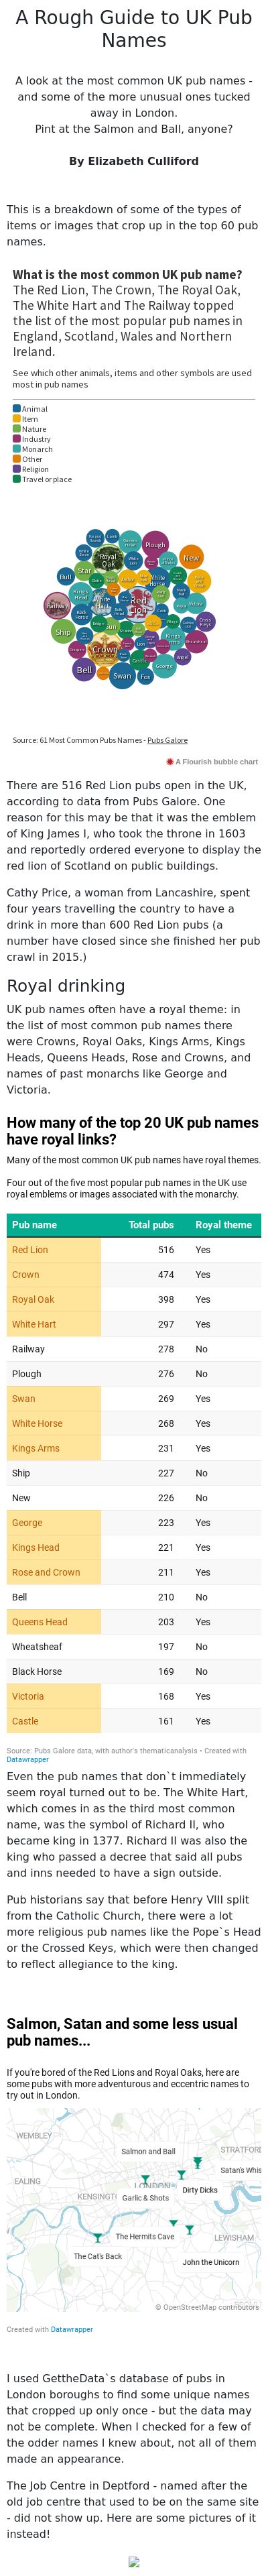 A Rough Guide to UK Pub
Names
A look at the most common UK pub names -
and some of the more unusual ones tucked
away in London.
Pint at the Salmon and Ball, anyone?
By Elizabeth Culliford
This is a breakdown of some of the types of
items or images that crop up in the top 60 pub
names.
What is the most common UK pub name?
The Red Lion, The Crown, The Royal Oak,
The White Hart and The Railway topped
the list of the most popular pub names in
England, Scotland, Wales and Northern
Ireland.
See which other animals, items and other symbols are used
most in pub names
Animal
Item
Nature
Industry
Monarch
Other
Religion
Travel or place
Plough
Royal
Oak
New
Star
Bull
White
Horse
Kings
Head
Red
Lion
Railway
Ship
Crown
Castle
George
Bell
Swan
Fox
Angel
Cross
Keys
Victoria
Source: 61 Most Common Pubs Names - Pubs Galore
A Flourish bubble chart
There are 516 Red Lion pubs open in the UK,
according to data from Pubs Galore. One
reason for this may be that it was the emblem
of King James I, who took the throne in 1603
and reportedly ordered everyone to display the
red lion of Scotland on public buildings.
Cathy Price, a woman from Lancashire, spent
four years travelling the country to have a
drink in more than 600 Red Lion pubs (a
number have closed since she finished her pub
crawl in 2015.)
Royal drinking
UK pub names often have a royal theme: in
the list of most common pub names there
were Crowns, Royal Oaks, Kings Arms, Kings
Heads, Queens Heads, Rose and Crowns, and
names of past monarchs like George and
Victoria.
How many of the top 20 UK pub names
have royal links?
Many of the most common UK pub names have royal themes.
Four out of the five most popular pub names in the UK use
royal emblems or images associated with the monarchy.
Pub name Total pubs Royal theme
Red Lion 516 Yes
Crown 474 Yes
Royal Oak 398 Yes
White Hart 297 Yes
Railway 278 No
Plough 276 No
Swan 269 Yes
White Horse 268 Yes
Kings Arms 231 Yes
Ship 227 No
New 226 No
George 223 Yes
Kings Head 221 Yes
Rose and Crown 211 Yes
Bell 210 No
Queens Head 203 Yes
Wheatsheaf 197 No
Black Horse 169 No
Victoria 168 Yes
Castle 161 Yes
Source: Pubs Galore data, with author's thematicanalysis • Created with
Datawrapper
Even the pub names that don`t immediately
seem royal turned out to be. The White Hart,
which comes in as the third most common
name, was the symbol of Richard II, who
became king in 1377. Richard II was also the
king who passed a decree that said all pubs
and inns needed to have a sign outside.
Pub historians say that before Henry VIII split
from the Catholic Church, there were a lot
more religious pub names like the Pope`s Head
or the Crossed Keys, which were then changed
to reflect allegiance to the king.
Salmon, Satan and some less usual
pub names...
If you're bored of the Red Lions and Royal Oaks, here are
some pubs with more adventurous and eccentric names to
try out in London.
WEMBLEY
Salmon and Ball
STRATFORD
EALING
Satan's Whis
KENSINGT
LONDON
Dirty Dicks
Garlic & Shots
The Hermits Cave
LEWISHAM
The Cat's Back
John the Unicorn
© OpenStreetMap contributors
Created with Datawrapper
I used GettheData`s database of pubs in
London boroughs to find some unique names
that cropped up only once - but the data may
not be complete. When I checked for a few of
the odder names I knew about, not all of them
made an appearance.
The Job Centre in Deptford - named after the
old job centre that used to be on the same site
- did not show up. Here are some pictures of it
instead!